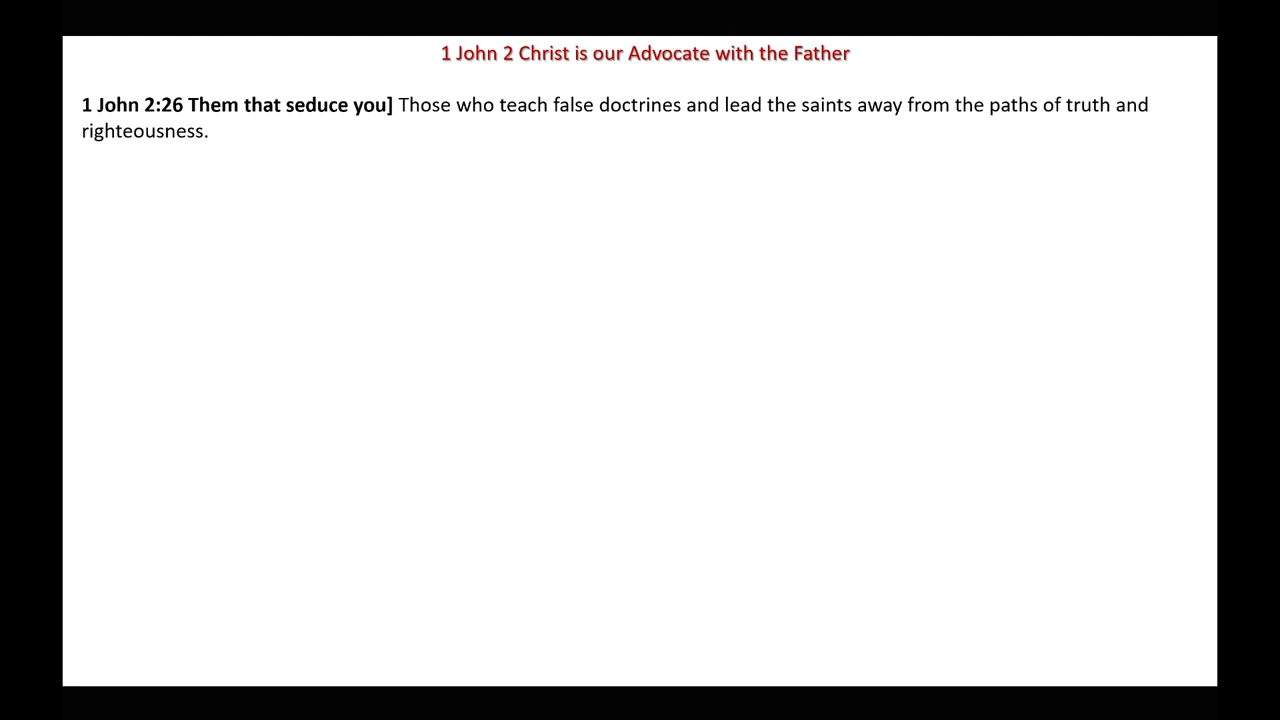 1 John 2 Christ is our Advocate with the Father
1 John 2:26 Them that seduce you] Those who teach false doctrines and lead the saints away from the paths of truth and
righteousness.